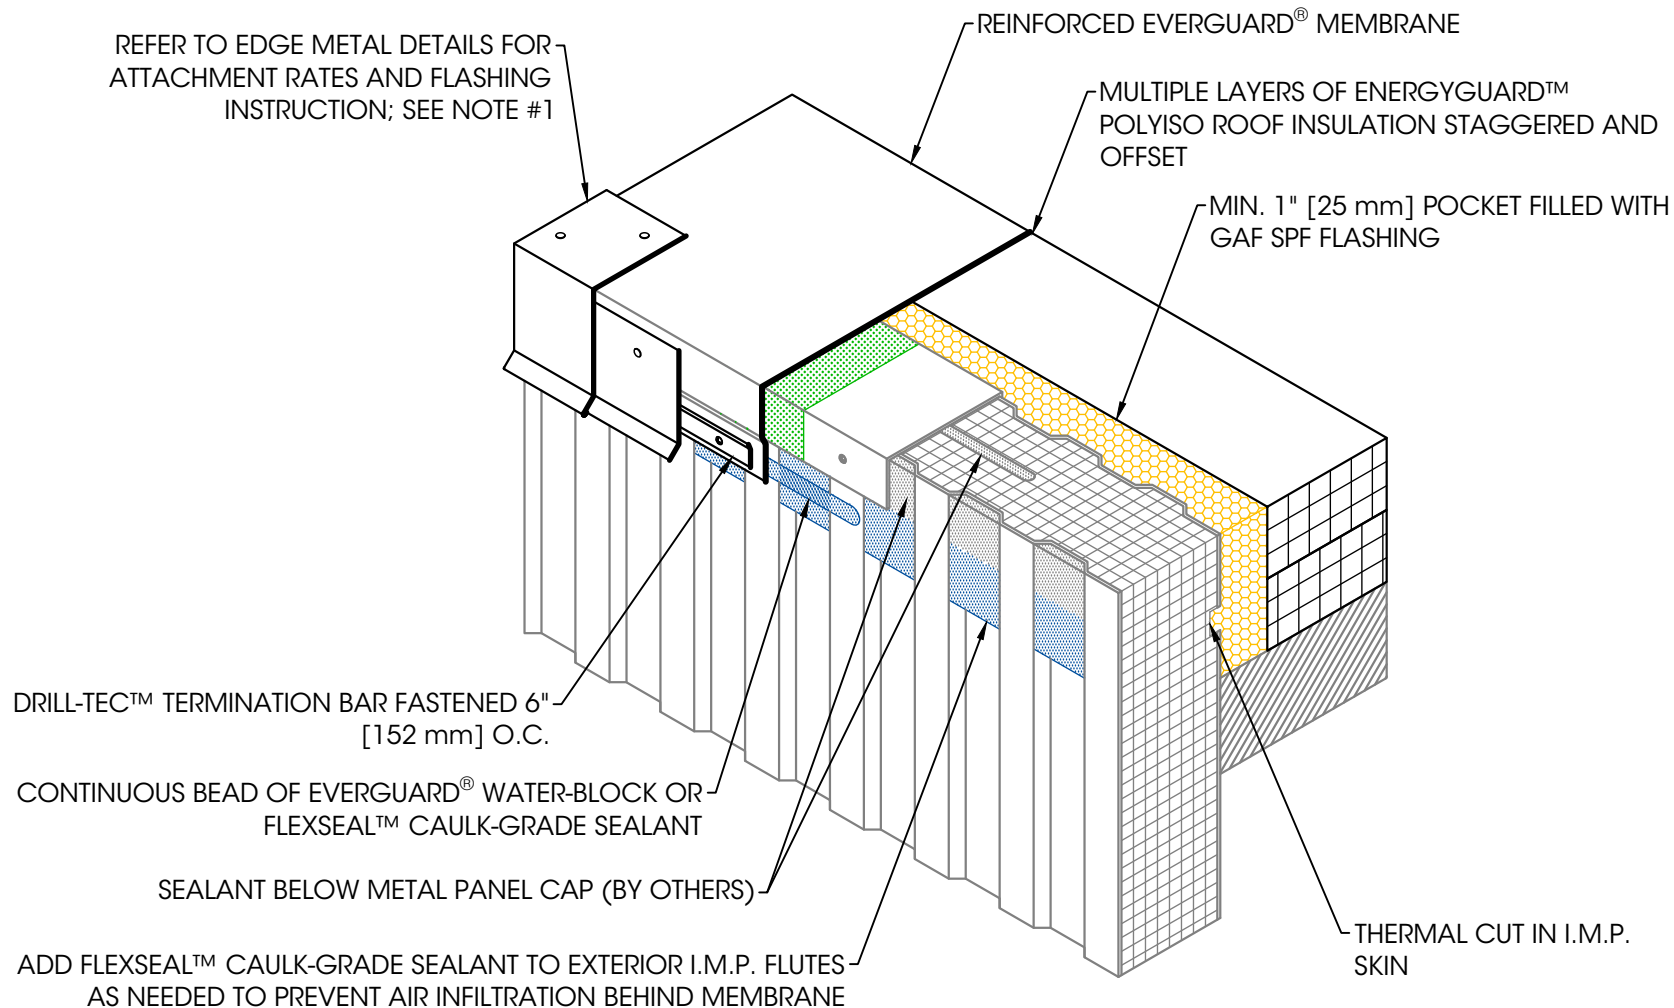 REINFORCED EVERGUARD® MEMBRANE
REFER TO EDGE METAL DETAILS FOR
ATTACHMENT RATES AND FLASHING
INSTRUCTION; SEE NOTE #1
MULTIPLE LAYERS OF ENERGYGUARD™
POLYISO ROOF INSULATION STAGGERED AND
OFFSET
MIN. 1" [25 mm] POCKET FILLED WITH
GAF SPF FLASHING
DRILL-TEC™ TERMINATION BAR FASTENED 6"
[152 mm] O.C.
CONTINUOUS BEAD OF EVERGUARD® WATER-BLOCK OR
FLEXSEAL™ CAULK-GRADE SEALANT
SEALANT BELOW METAL PANEL CAP (BY OTHERS)
ADD FLEXSEAL™ CAULK-GRADE SEALANT TO EXTERIOR I.M.P. FLUTES
AS NEEDED TO PREVENT AIR INFILTRATION BEHIND MEMBRANE
THERMAL CUT IN I.M.P.
SKIN